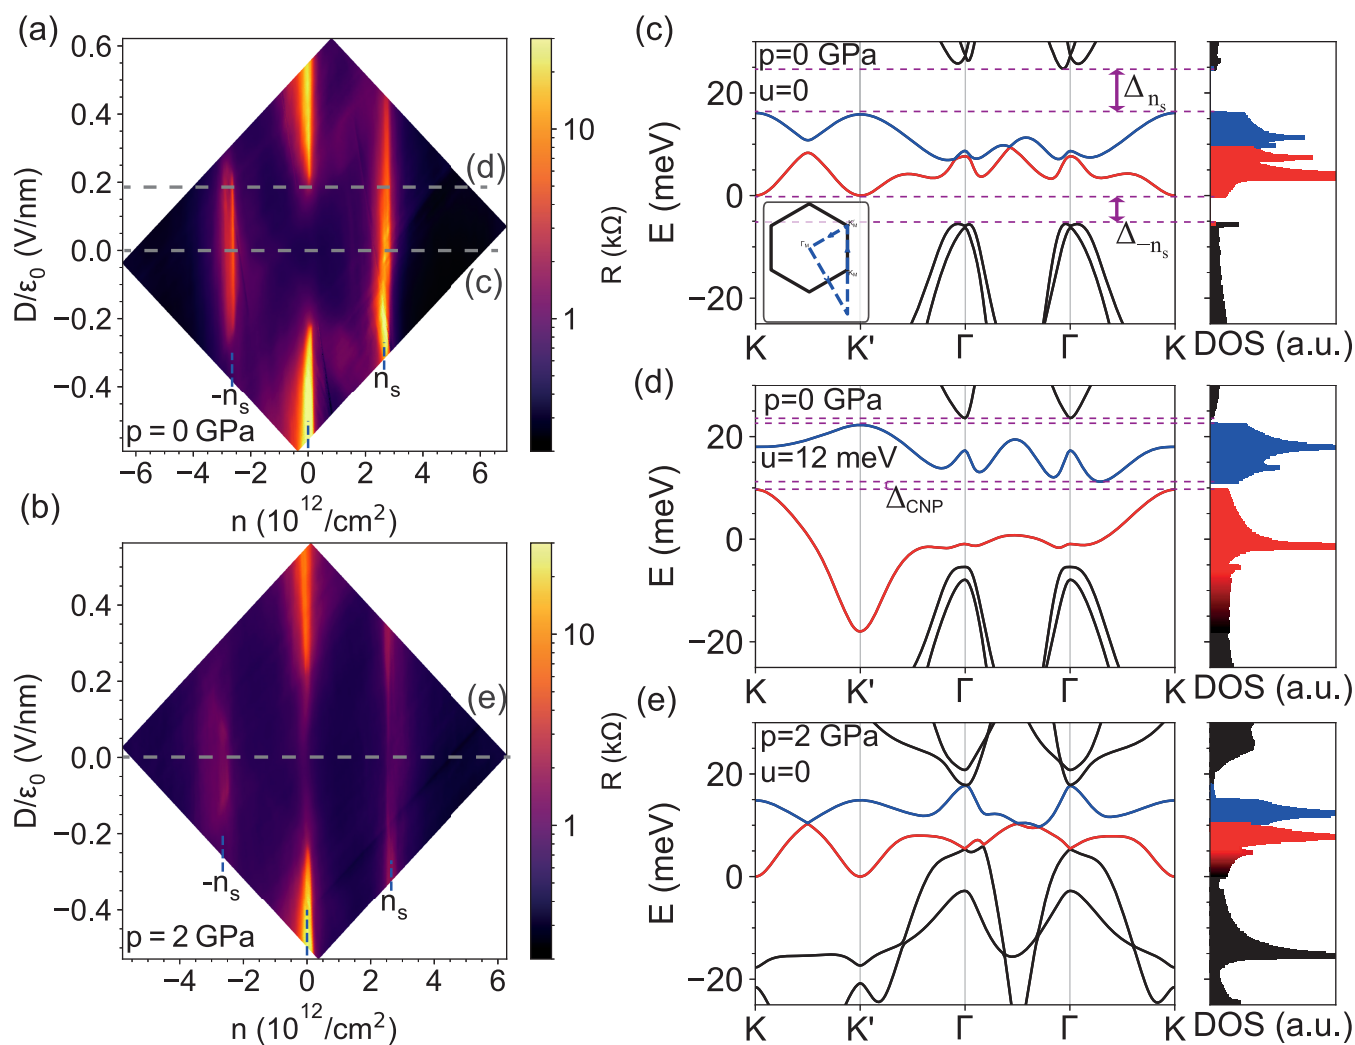 (a)
0.6
0.4
0.2
0.0
−0.2
−0.4
D/ε0 (V/nm)
(d)
(c)
-ns
ns
p = 0 GPa
−6 −4 −2 0 2 4 6
n (10^12/cm^2)
10
1
R (kΩ)
(b)
0.4
0.2
0.0
−0.2
−0.4
D/ε0 (V/nm)
(e)
-ns
ns
p = 2 GPa
−4 −2 0 2 4 6
n (10^12/cm^2)
10
1
R (kΩ)
(c)
p=0 GPa
u=0
Δns
Δ−ns
20
0
−20
E (meV)
ΓM
K'M
KM
K K' Γ Γ K
DOS (a.u.)
(d)
p=0 GPa
u=12 meV
ΔCNP
20
0
−20
E (meV)
K K' Γ Γ K
DOS (a.u.)
(e)
p=2 GPa
u=0
20
0
−20
E (meV)
K K' Γ Γ K
DOS (a.u.)